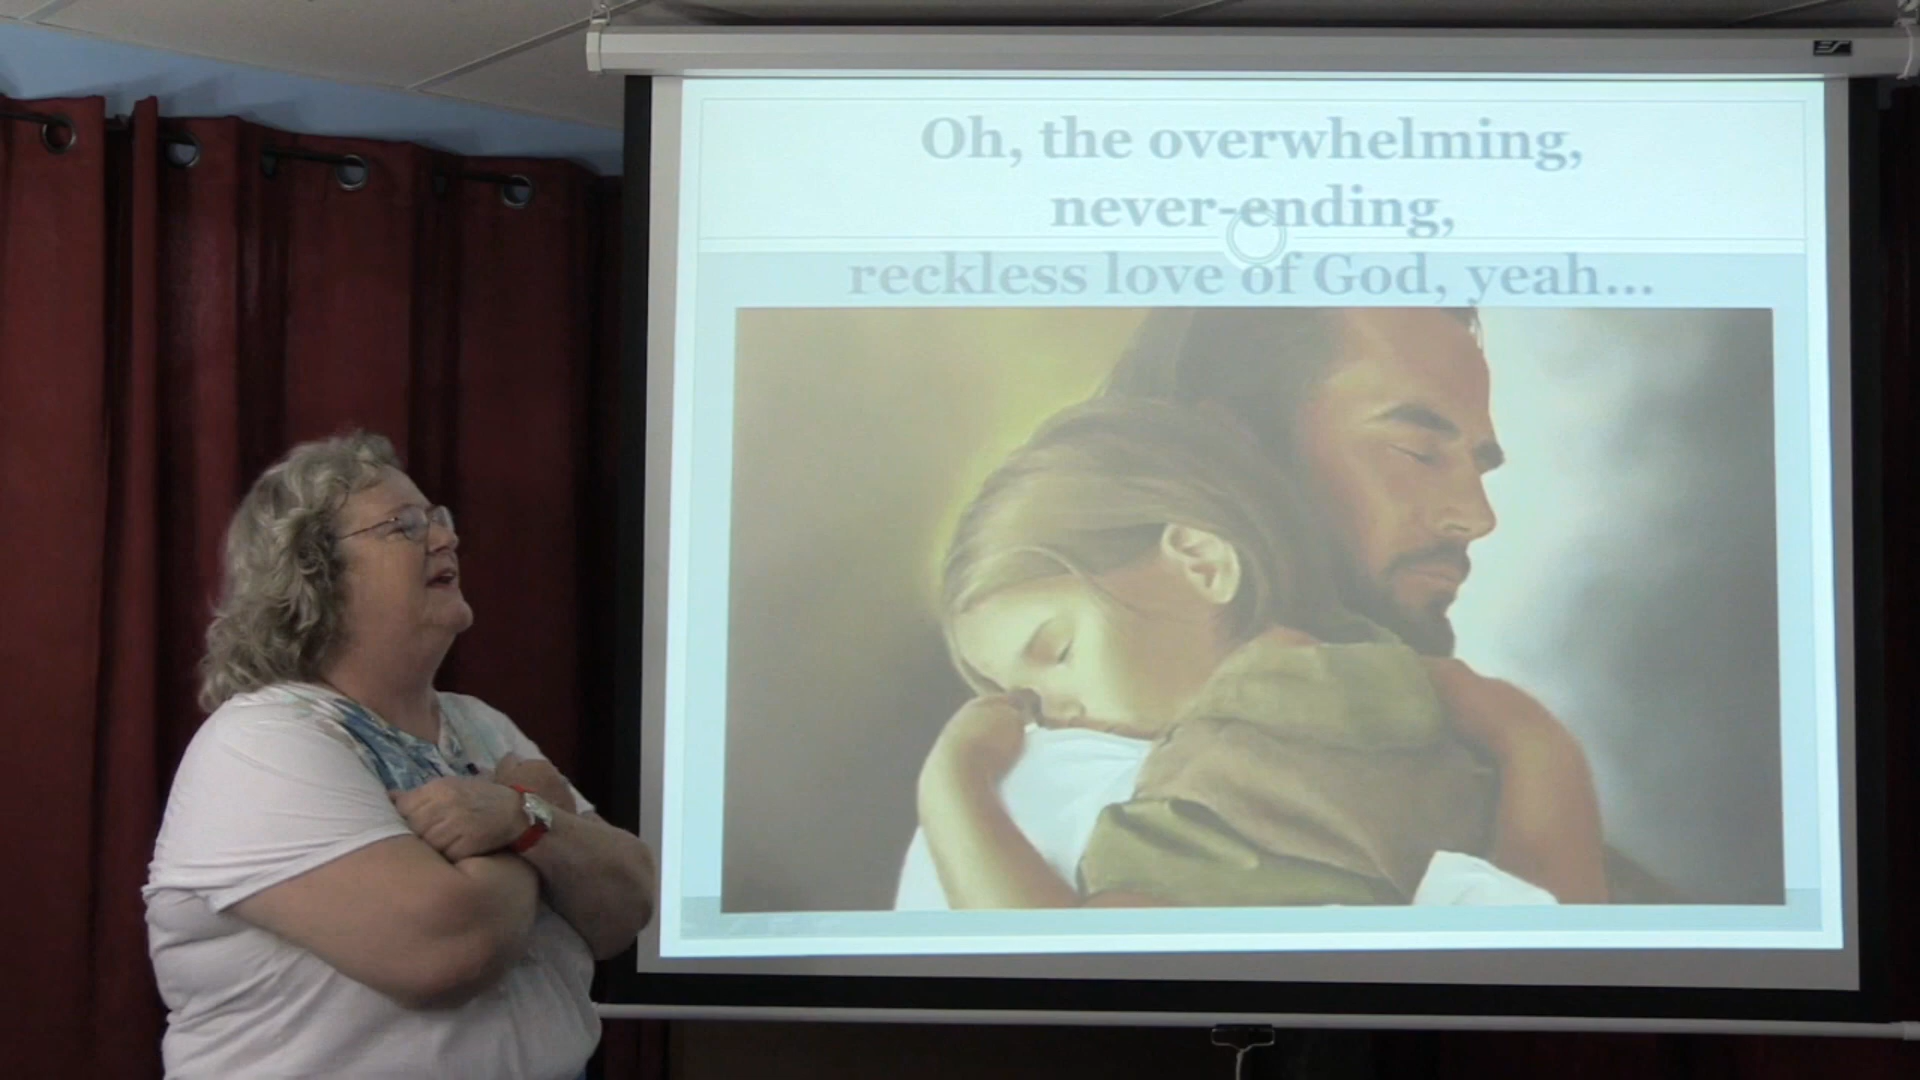 Oh, the overwhelming,
never-ending,
reckless love of God, yeah...